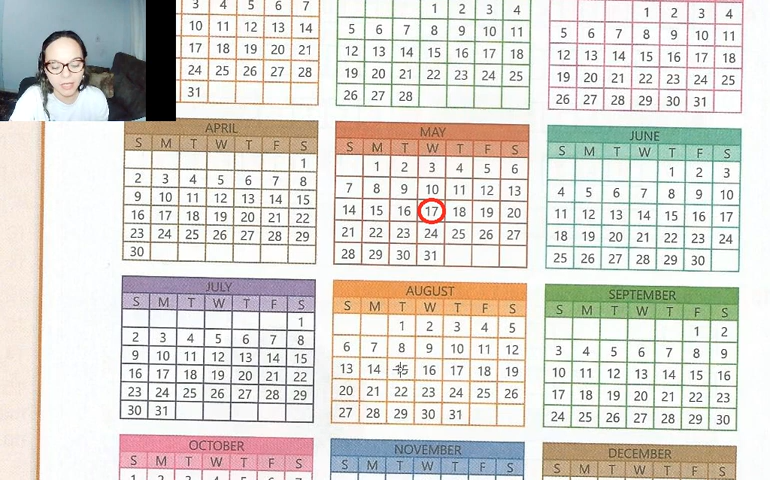 3 4 5 6 7
10 11 12 13 14
17 18 19 20 21
24 25 26 27 28
31
1 2 3 4
5 6 7 8 9 10 11
12 13 14 15 16 17 18
19 20 21 22 23 24 25
26 27 28
1 2 3 4
5 6 7 8 9 10 11
12 13 14 15 16 17 18
19 20 21 22 23 24 25
26 27 28 29 30 31
APRIL
S M T W T F S
1
2 3 4 5 6 7 8
9 10 11 12 13 14 15
16 17 18 19 20 21 22
23 24 25 26 27 28 29
30
MAY
S M T W T F S
1 2 3 4 5 6
7 8 9 10 11 12 13
14 15 16 17 18 19 20
21 22 23 24 25 26 27
28 29 30 31
JUNE
S M T W T F S
1 2 3
4 5 6 7 8 9 10
11 12 13 14 15 16 17
18 19 20 21 22 23 24
25 26 27 28 29 30
JULY
S M T W T F S
1
2 3 4 5 6 7 8
9 10 11 12 13 14 15
16 17 18 19 20 21 22
23 24 25 26 27 28 29
30 31
AUGUST
S M T W T F S
1 2 3 4 5
6 7 8 9 10 11 12
13 14 15 16 17 18 19
20 21 22 23 24 25 26
27 28 29 30 31
SEPTEMBER
S M T W T F S
1 2
3 4 5 6 7 8 9
10 11 12 13 14 15 16
17 18 19 20 21 22 23
24 25 26 27 28 29 30
OCTOBER
S M T W T F S
NOVEMBER
S M T W T F S
DECEMBER
S M T W T F S